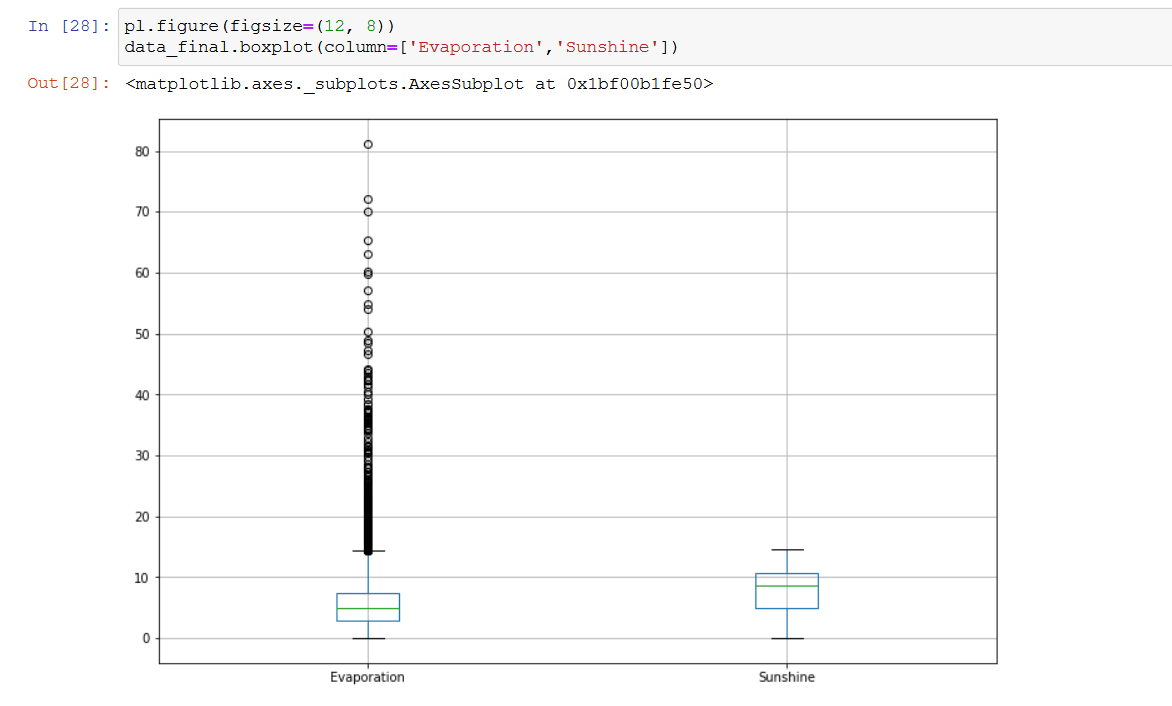 In [28]: pl.figure(figsize=(12, 8))
data_final.boxplot(column=['Evaporation','Sunshine'])
Out[28]: <matplotlib.axes._subplots.AxesSubplot at 0x1bf00b1fe50>
80
70
60
50
40
30
20
10
0
Evaporation Sunshine